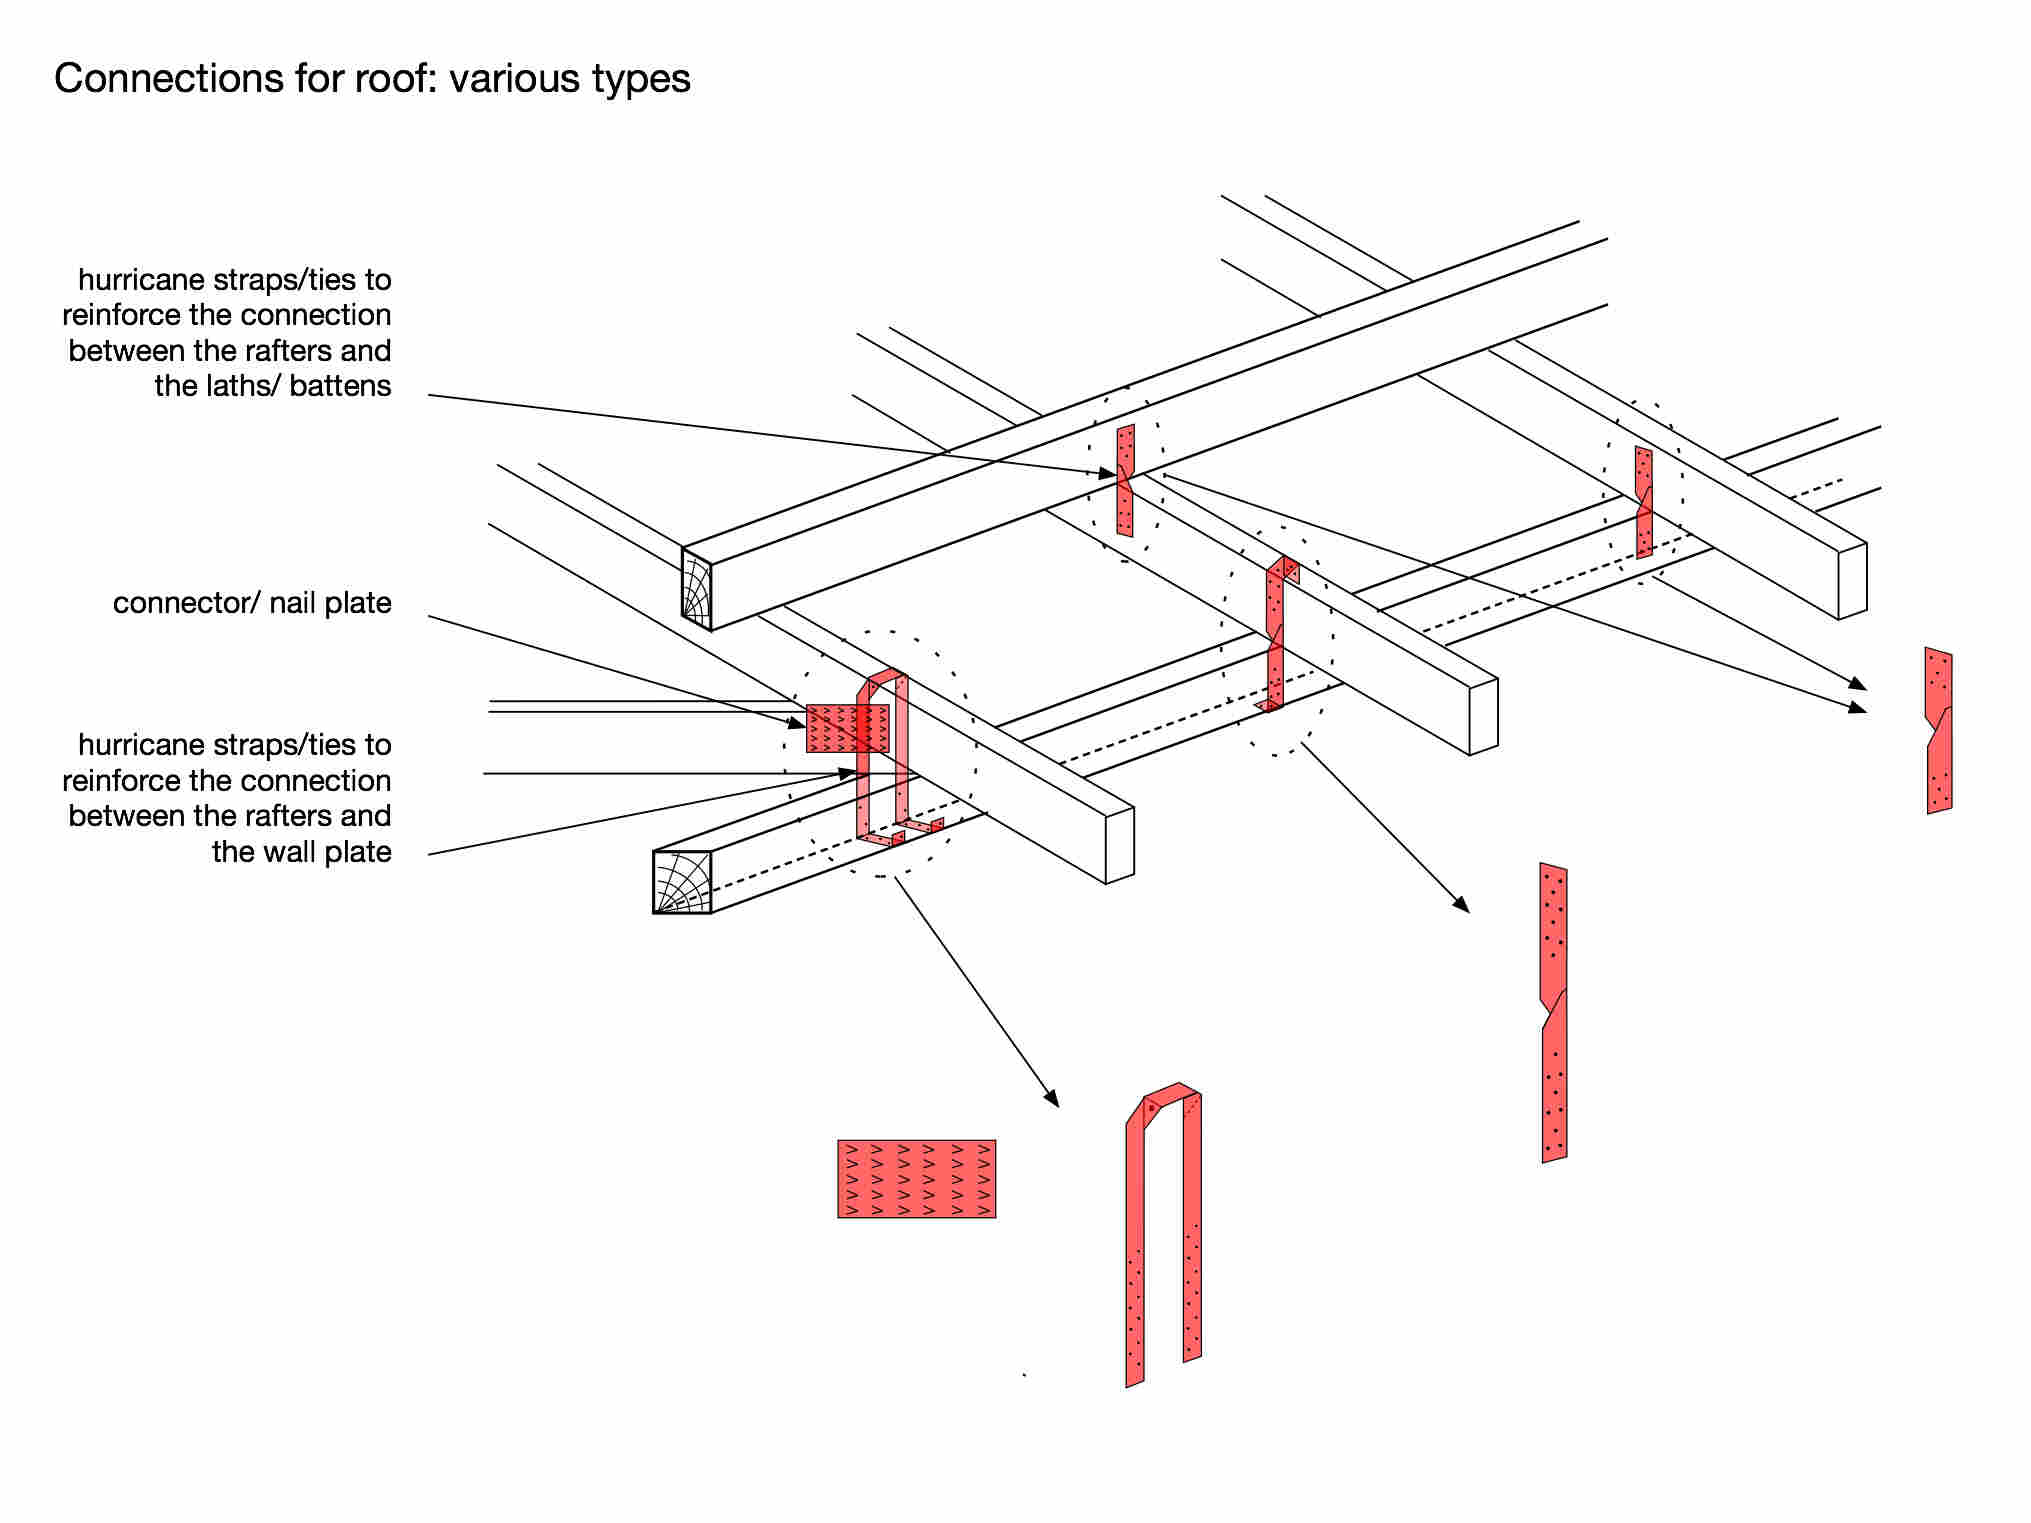 Connections for roof: various types
hurricane straps/ties to
reinforce the connection
between the rafters and
the laths/ battens
connector/ nail plate
hurricane straps/ties to
reinforce the connection
between the rafters and
the wall plate